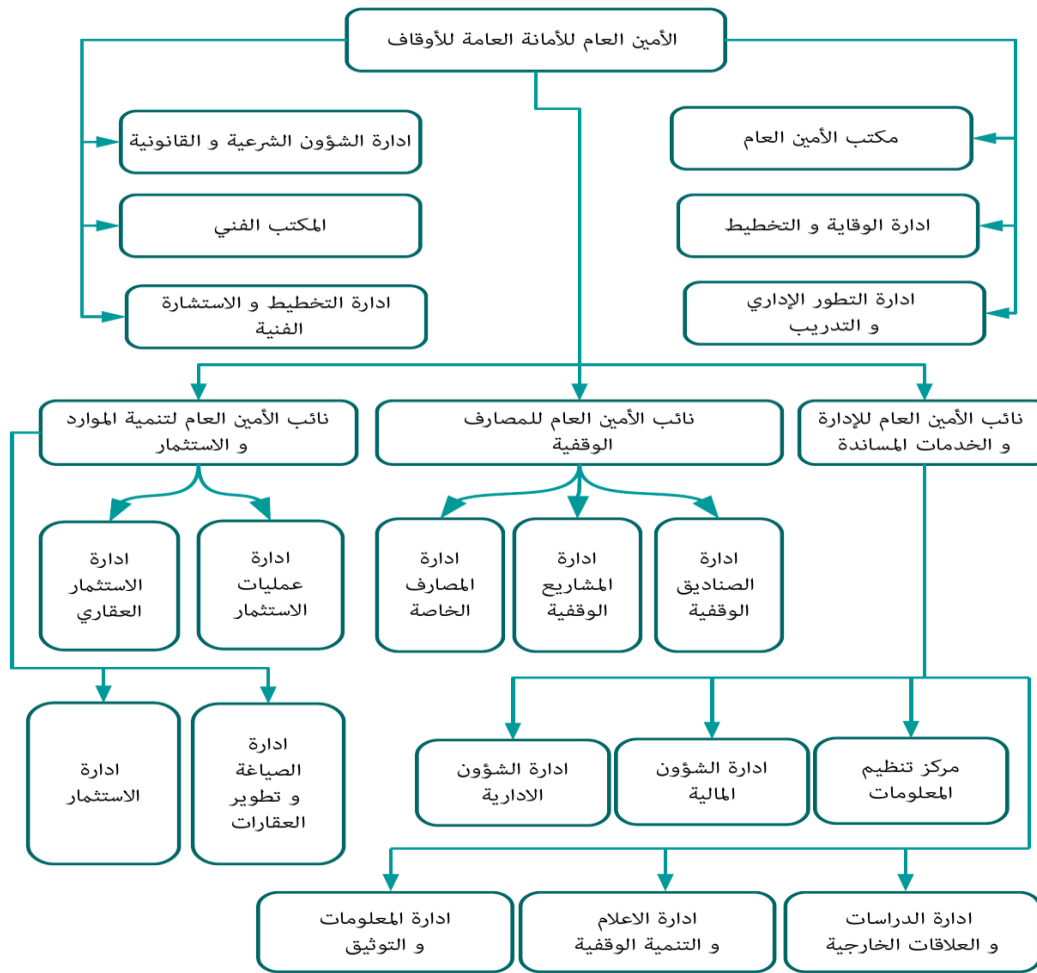 الأمين العام للأمانة العامة للأوقاف
مكتب الأمين العام
ادارة الشؤون الشرعية و القانونية
ادارة الوقاية و التخطيط
المكتب الفني
ادارة التطور الإداري
و التدريب
ادارة التخطيط و الاستشارة
الفنية
نائب الأمين العام للإدارة
و الخدمات المساندة
نائب الأمين العام للمصارف
الوقفية
نائب الأمين العام لتنمية الموارد
و الاستثمار
ادارة
الصناديق
الوقفية
ادارة
المشاريع
الوقفية
ادارة
المصارف
الخاصة
ادارة
عمليات
الاستثمار
ادارة
الاستثمار
العقاري
مركز تنظيم
المعلومات
ادارة الشؤون
المالية
ادارة الشؤون
الادارية
ادارة
الصياغة
و تطوير
العقارات
ادارة
الاستثمار
ادارة الدراسات
و العلاقات الخارجية
ادارة الاعلام
و التنمية الوقفية
ادارة المعلومات
و التوثيق